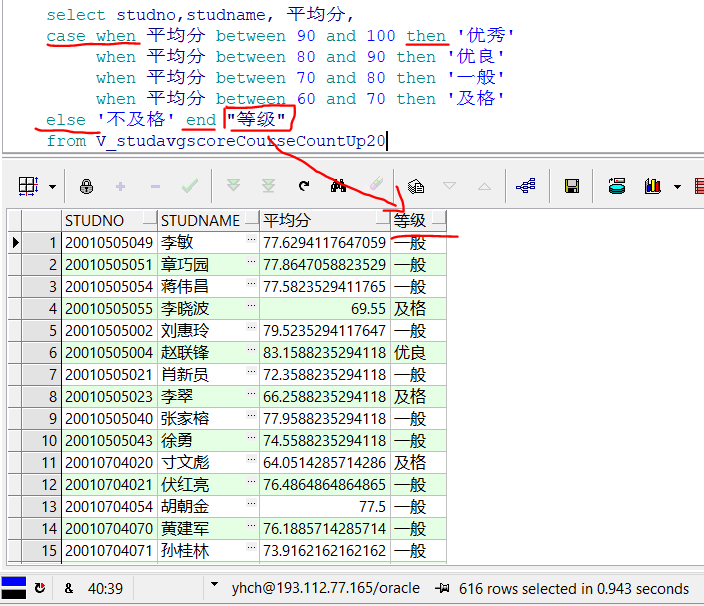 select studno,studname, 平均分,
case when 平均分 between 90 and 100 then '优秀'
when 平均分 between 80 and 90 then '优良'
when 平均分 between 70 and 80 then '一般'
when 平均分 between 60 and 70 then '及格'
else '不及格' end "等级"
from V_studavgscoreCourseCountUp20
STUDNO STUDNAME 平均分 等级
1 20010505049 李敏 ... 77.6294117647059 一般
2 20010505051 章巧园 ... 77.8647058823529 一般
3 20010505054 蒋伟昌 ... 77.5823529411765 一般
4 20010505055 李晓波 ... 69.55 及格
5 20010505002 刘惠玲 ... 79.5235294117647 一般
6 20010505004 赵联锋 ... 83.1588235294118 优良
7 20010505021 肖新员 ... 72.3588235294118 一般
8 20010505023 李翠 ... 66.2588235294118 及格
9 20010505040 张家榕 ... 77.9588235294118 一般
10 20010505043 徐勇 ... 74.5588235294118 一般
11 20010704020 寸文彪 ... 64.0514285714286 及格
12 20010704021 伏红亮 ... 76.4864864864865 一般
13 20010704054 胡朝金 ... 77.5 一般
14 20010704070 黄建军 ... 76.1885714285714 一般
15 20010704071 孙桂林 ... 73.9162162162162 一般
& 40:39 yhch@193.112.77.165/oracle 616 rows selected in 0.943 seconds